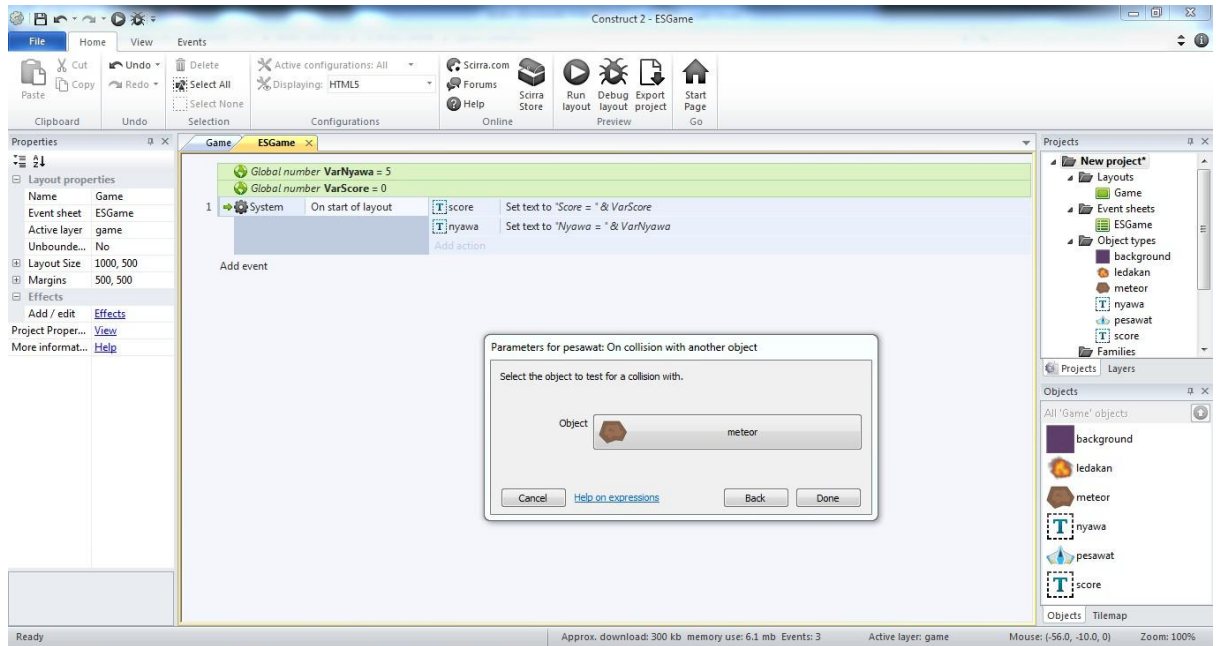 Construct 2 - ESGame
File Home View Events
Paste Cut Copy
Clipboard
Undo Redo
Undo
Delete
Select All
Select None
Selection
Active configurations: All
Displaying: HTML5
Configurations
Scirra.com
Forums
Help
Scirra Store
Online
Run layout Debug layout Export project
Preview
Start Page
Go
Properties
Layout properties
Name Game
Event sheet ESGame
Active layer game
Unbounde... No
Layout Size 1000, 500
Margins 500, 500
Effects
Add / edit Effects
Project Proper... View
More informat... Help
Game ESGame
Global number VarNyawa = 5
Global number VarScore = 0
1 System On start of layout T score Set text to "Score = " & VarScore
T nyawa Set text to "Nyawa = " & VarNyawa
Add action
Add event
Parameters for pesawat: On collision with another object
Select the object to test for a collision with.
Object meteor
Cancel Help on expressions Back Done
Projects
New project*
Layouts
Game
Event sheets
ESGame
Object types
background
ledakan
meteor
T nyawa
pesawat
T score
Families
Projects Layers
Objects
All 'Game' objects
background
ledakan
meteor
T nyawa
pesawat
T score
Objects Tilemap
Ready Approx. download: 300 kb memory use: 6.1 mb Events: 3 Active layer: game Mouse: (-56.0, -10.0, 0) Zoom: 100%